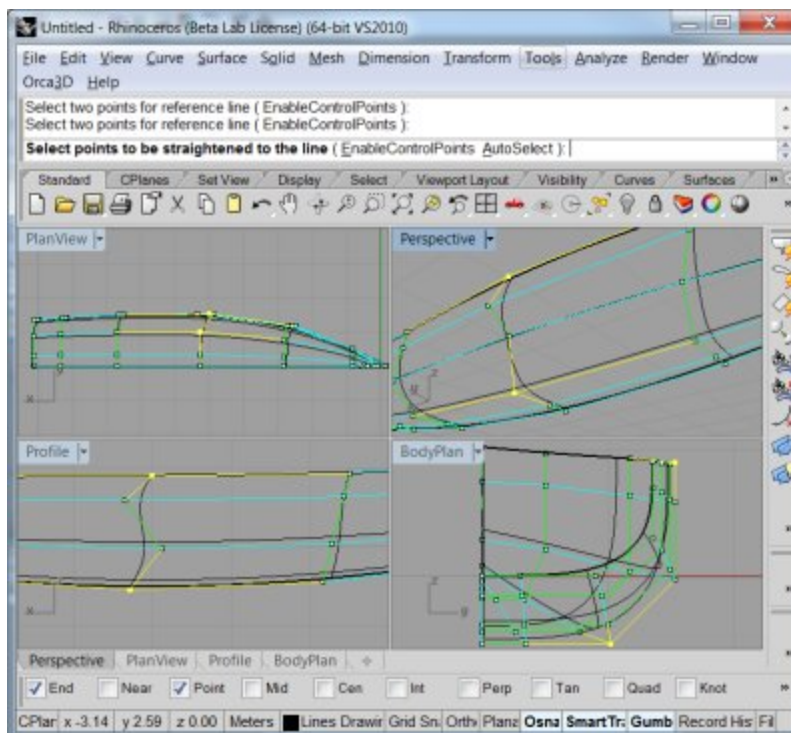 Untitled - Rhinoceros (Beta Lab License) (64-bit VS2010)
File Edit View Curve Surface Solid Mesh Dimension Transform Tools Analyze Render Window
Orca3D Help
Select two points for reference line ( EnableControlPoints ):
Select two points for reference line ( EnableControlPoints ):
Select points to be straightened to the line ( EnableControlPoints AutoSelect ):
Standard CPlanes Set View Display Select Viewport Layout Visibility Curves Surfaces
PlanView Perspective
y
x
z
Profile BodyPlan
z
x
z
y
Perspective PlanView Profile BodyPlan
End Near Point Mid Cen Int Perp Tan Quad Knot
CPlan x -3.14 y 2.59 z 0.00 Meters Lines Drawin Grid Sn Orth Plana Osna SmartTr Gumb Record His Fil